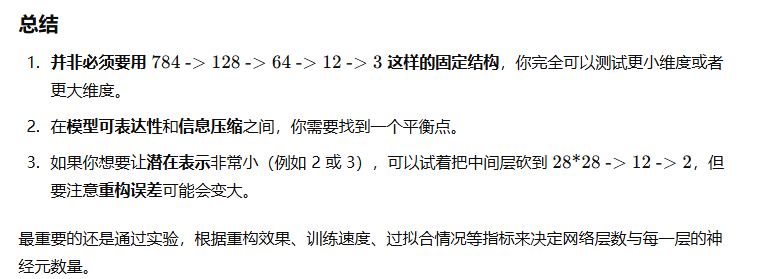 总结
1. 并非必须要用 784 -> 128 -> 64 -> 12 -> 3 这样的固定结构，你完全可以测试更小维度或者
更大维度。
2. 在模型可表达性和信息压缩之间，你需要找到一个平衡点。
3. 如果你想要让潜在表示非常小（例如 2 或 3），可以试着把中间层砍到 28*28 -> 12 -> 2，但
要注意重构误差可能会变大。
最重要的还是通过实验，根据重构效果、训练速度、过拟合情况等指标来决定网络层数与每一层的神
经元数量。